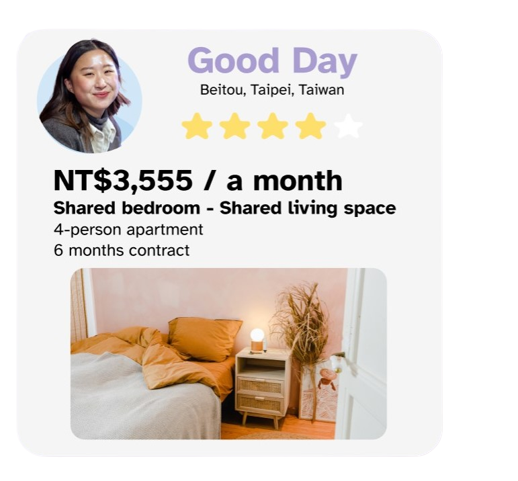 Good Day
Beitou, Taipei, Taiwan
NT$3,555 / a month
Shared bedroom - Shared living space
4-person apartment
6 months contract